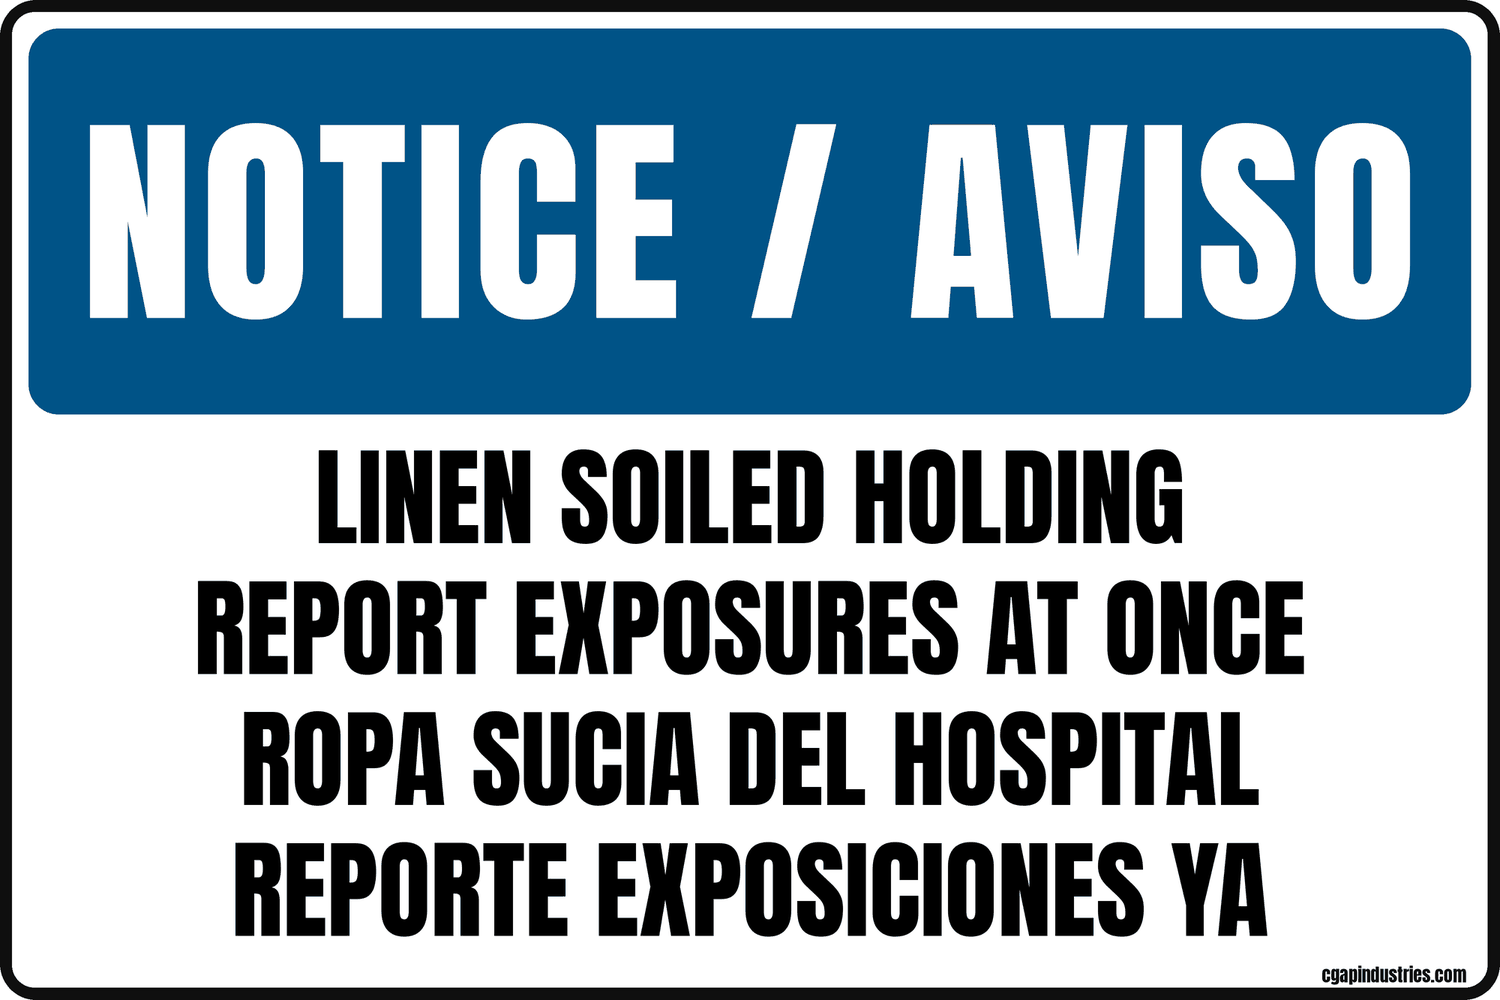 NOTICE / AVISO
LINEN SOILED HOLDING
REPORT EXPOSURES AT ONCE
ROPA SUCIA DEL HOSPITAL
REPORTE EXPOSICIONES YA
cgapindustries.com